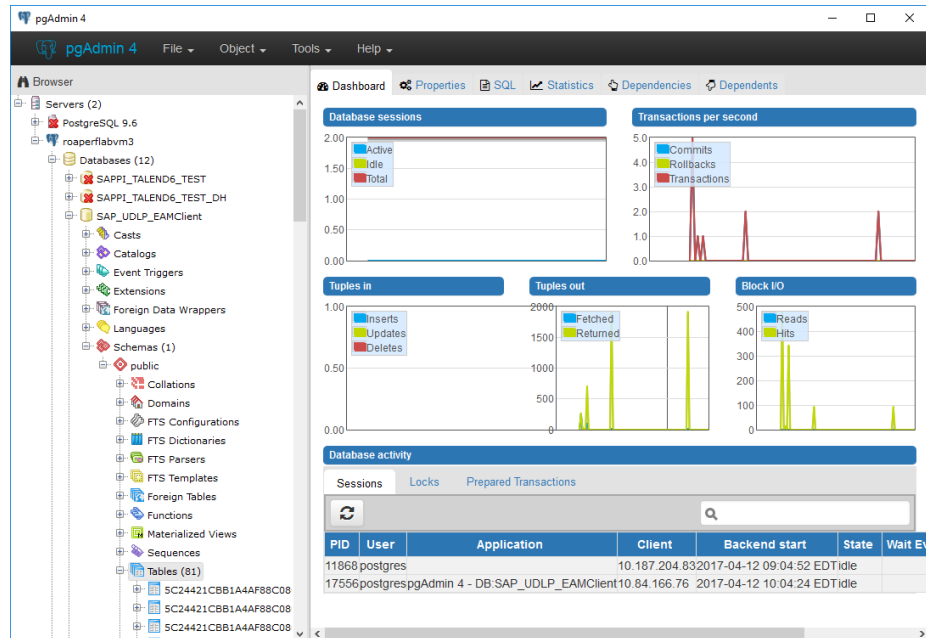 pgAdmin 4
pgAdmin 4 File Object Tools Help
Browser
Servers (2)
PostgreSQL 9.6
roaperflabvm3
Databases (12)
SAPPI_TALEND6_TEST
SAPPI_TALEND6_TEST_DH
SAP_UDLP_EAMClient
Casts
Catalogs
Event Triggers
Extensions
Foreign Data Wrappers
Languages
Schemas (1)
public
Collations
Domains
FTS Configurations
FTS Dictionaries
FTS Parsers
FTS Templates
Foreign Tables
Functions
Materialized Views
Sequences
Tables (81)
5C24421CBB1A4AF88C08
5C24421CBB1A4AF88C08
5C24421CBB1A4AF88C08
Dashboard Properties SQL Statistics Dependencies Dependents
Database sessions
2.00
1.50
1.00
0.50
0.00
Active
Idle
Total
Transactions per second
5.0
4.0
3.0
2.0
1.0
0.0
Commits
Rollbacks
Transactions
Tuples in
1.00
0.50
0.00
Inserts
Updates
Deletes
Tuples out
2000
1500
1000
500
0
Fetched
Returned
Block I/O
500
400
300
200
100
0
Reads
Hits
Database activity
Sessions Locks Prepared Transactions
PID User Application Client Backend start State Wait Ev
11868 postgres 10.187.204.83 2017-04-12 09:04:52 EDT idle
17556 postgres pgAdmin 4 - DB:SAP_UDLP_EAMClient 10.84.166.76 2017-04-12 10:04:24 EDT idle